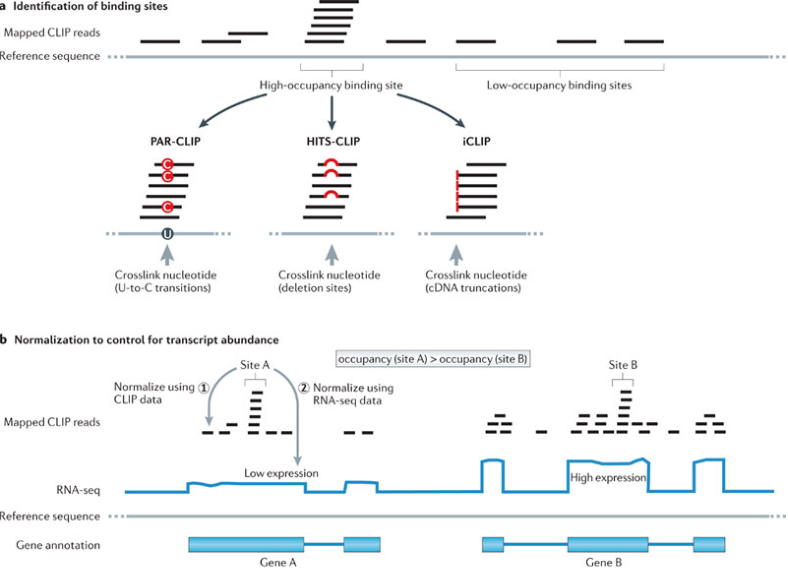 a Identification of binding sites
Mapped CLIP reads
Reference sequence
High-occupancy binding site
Low-occupancy binding sites
PAR-CLIP
HITS-CLIP
iCLIP
C
C
C
U
Crosslink nucleotide
(U-to-C transitions)
Crosslink nucleotide
(deletion sites)
Crosslink nucleotide
(cDNA truncations)
b Normalization to control for transcript abundance
occupancy (site A) > occupancy (site B)
Site A
Site B
Normalize using 1
CLIP data
2 Normalize using
RNA-seq data
Mapped CLIP reads
Low expression
High expression
RNA-seq
Reference sequence
Gene annotation
Gene A
Gene B